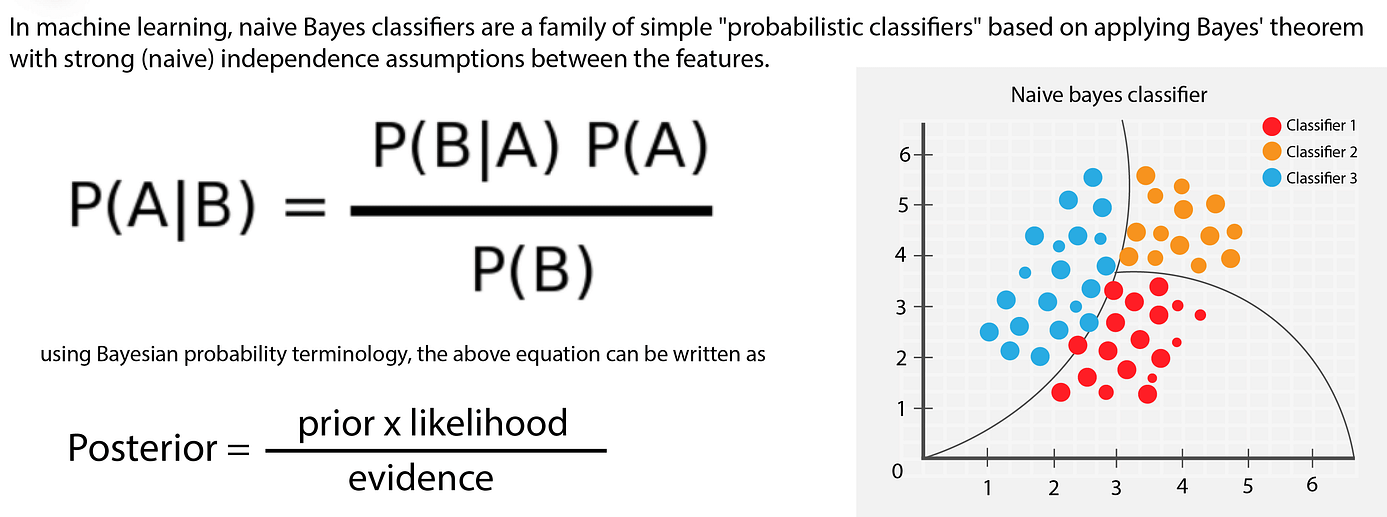 In machine learning, naive Bayes classifiers are a family of simple "probabilistic classifiers" based on applying Bayes' theorem
with strong (naive) independence assumptions between the features.
P(A|B) =
P(B|A) P(A)
P(B)
using Bayesian probability terminology, the above equation can be written as
Posterior =
prior x likelihood
evidence
Naive bayes classifier
Classifier 1
Classifier 2
Classifier 3
6
5
4
3
2
1
0
1 2 3 4 5 6